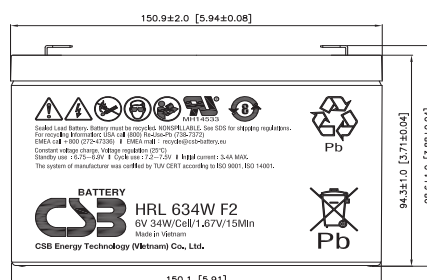 150.9±2.0 [5.94±0.08]
MH14533
8
Sealed Lead Battery. Battery must be recycled. NONSPILLABLE. See SDS for shipping regulations.
For recycling information: USA call (800) Re-Use-Pb (738-7372)
EMEA call +800 (272-47336) EMEA mail : recycle@csb-battery.eu
Constant voltage charge. Voltage regulation (25°C)
Standby use : 6.75–6.9V Cycle use : 7.2–7.5V Initial current : 3.4A MAX.
The system of manufacturer was certified by TUV CERT according to ISO 9001, ISO 14001.
Pb
BATTERY
CSB
HRL 634W F2
6V 34W/Cell/1.67V/15Min
Made in Vietnam
CSB Energy Technology (Vietnam) Co., Ltd.
Pb
94.3±1.0 [3.71±0.04]
150.1 [5.91]